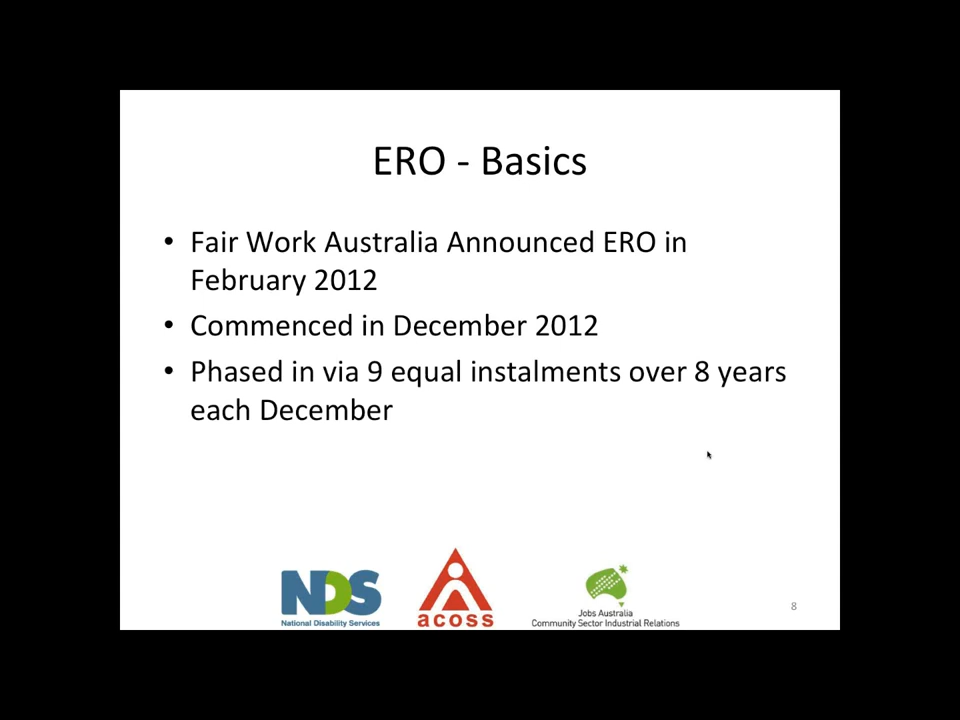 ERO - Basics
• Fair Work Australia Announced ERO in
February 2012
• Commenced in December 2012
• Phased in via 9 equal instalments over 8 years
each December
NDS
National Disability Services
acoss
Jobs Australia
Community Sector Industrial Relations
8